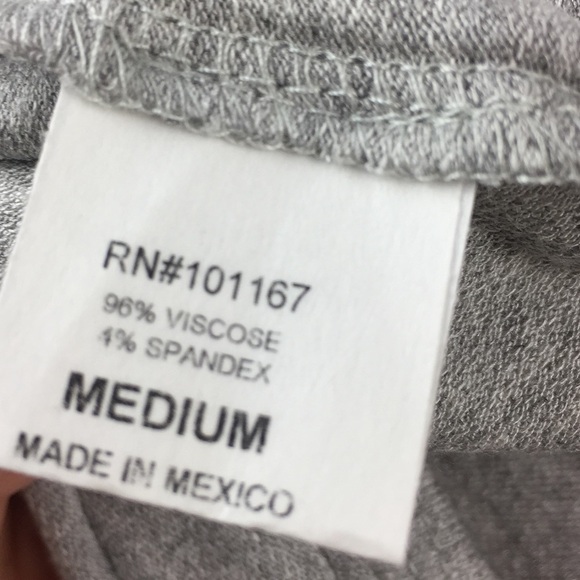 RN#101167
96% VISCOSE
4% SPANDEX
MEDIUM
MADE IN MEXICO